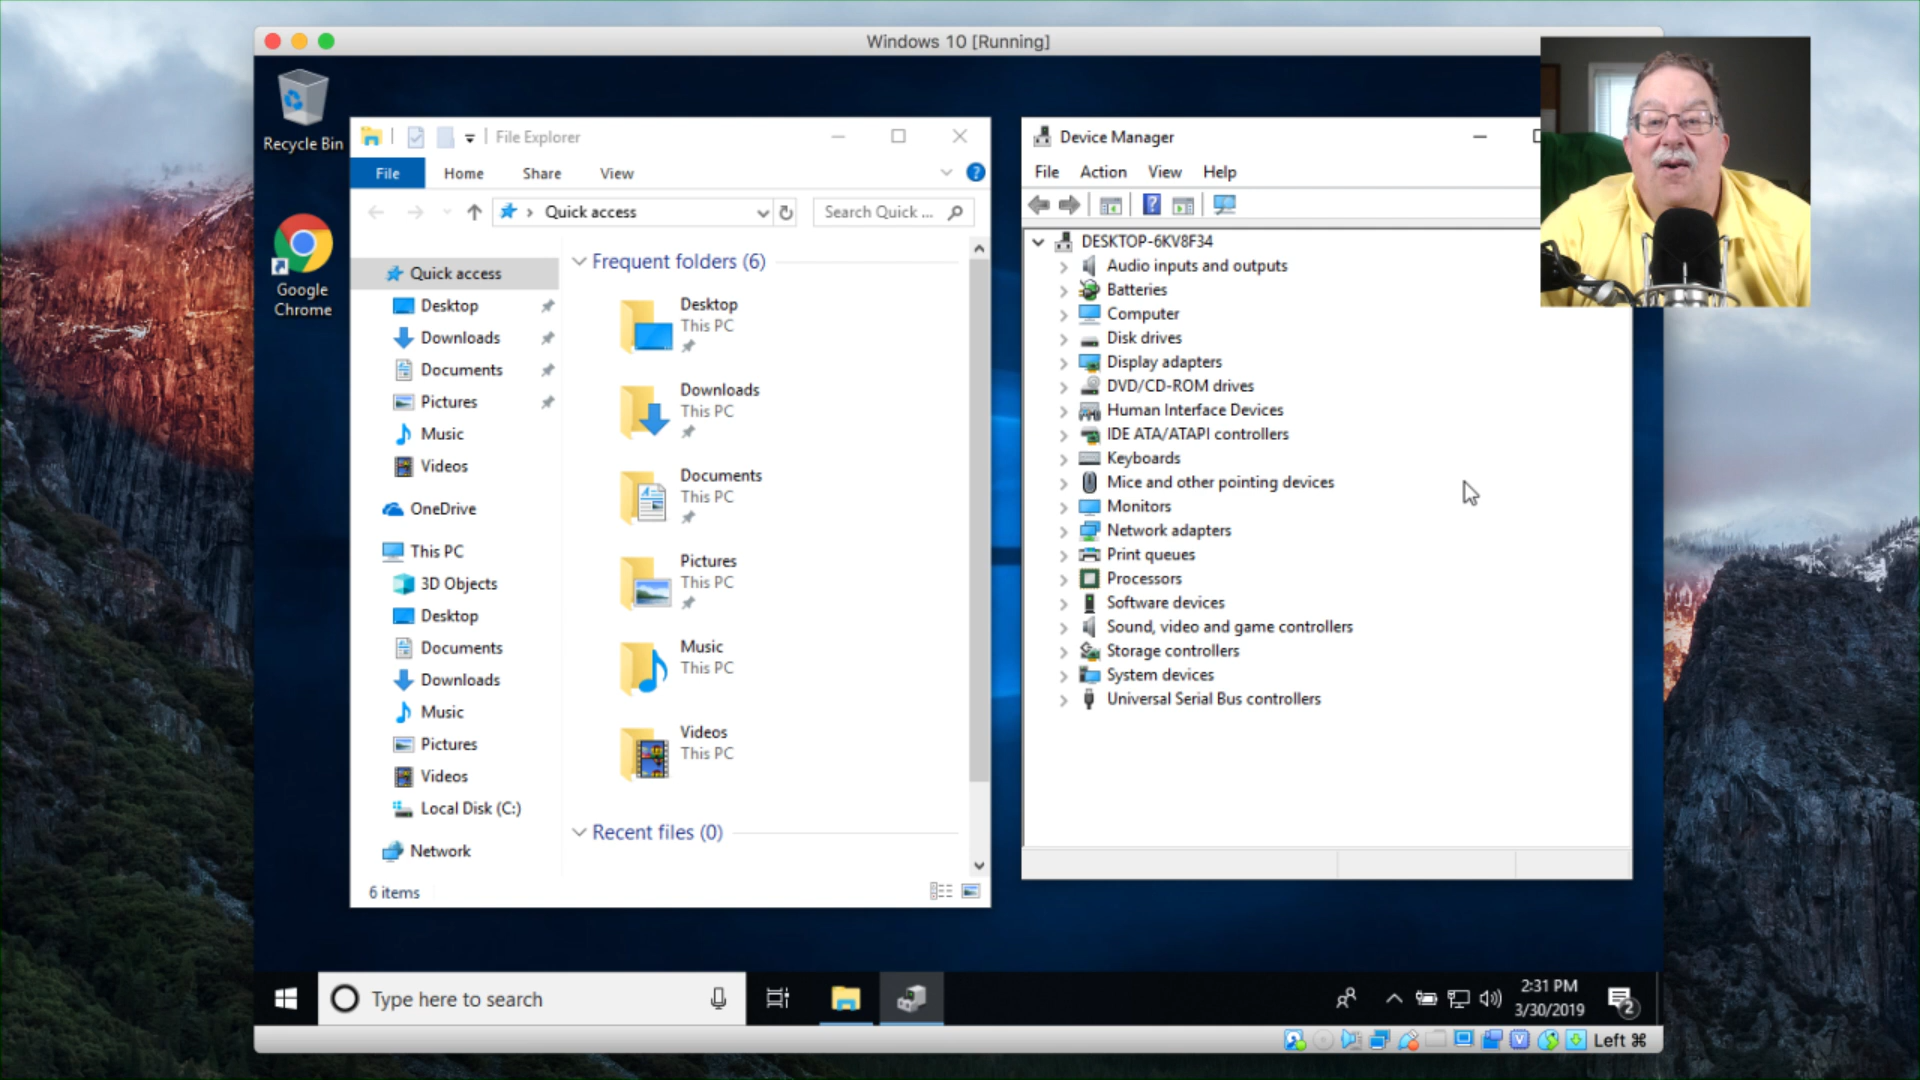 Windows 10 [Running]
Recycle Bin
Google
Chrome
File Explorer
File
Home
Share
View
Quick access
Search Quick ...
Quick access
Desktop
Downloads
Documents
Pictures
Music
Videos
OneDrive
This PC
3D Objects
Desktop
Documents
Downloads
Music
Pictures
Videos
Local Disk (C:)
Network
Frequent folders (6)
Desktop
This PC
Downloads
This PC
Documents
This PC
Pictures
This PC
Music
This PC
Videos
This PC
Recent files (0)
6 items
Device Manager
File
Action
View
Help
DESKTOP-6KV8F34
Audio inputs and outputs
Batteries
Computer
Disk drives
Display adapters
DVD/CD-ROM drives
Human Interface Devices
IDE ATA/ATAPI controllers
Keyboards
Mice and other pointing devices
Monitors
Network adapters
Print queues
Processors
Software devices
Sound, video and game controllers
Storage controllers
System devices
Universal Serial Bus controllers
Type here to search
2:31 PM
3/30/2019
2
Left ⌘